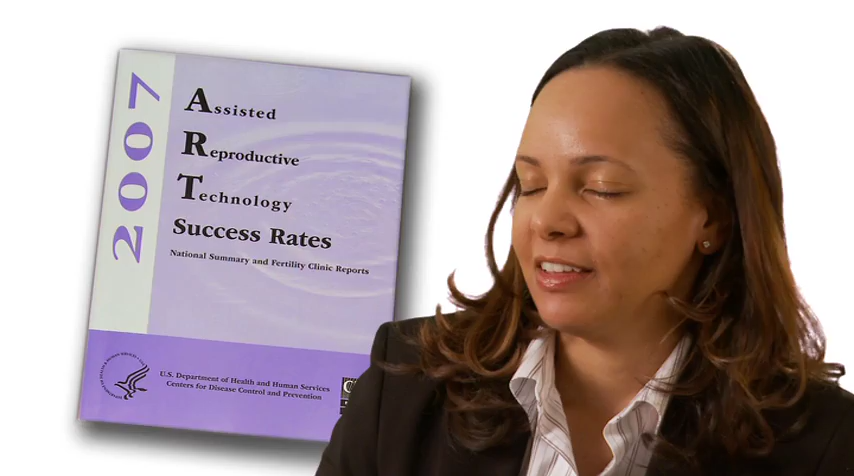 2007
Assisted
Reproductive
Technology
Success Rates
National Summary and Fertility Clinic Reports
U.S. Department of Health and Human Services
Centers for Disease Control and Prevention